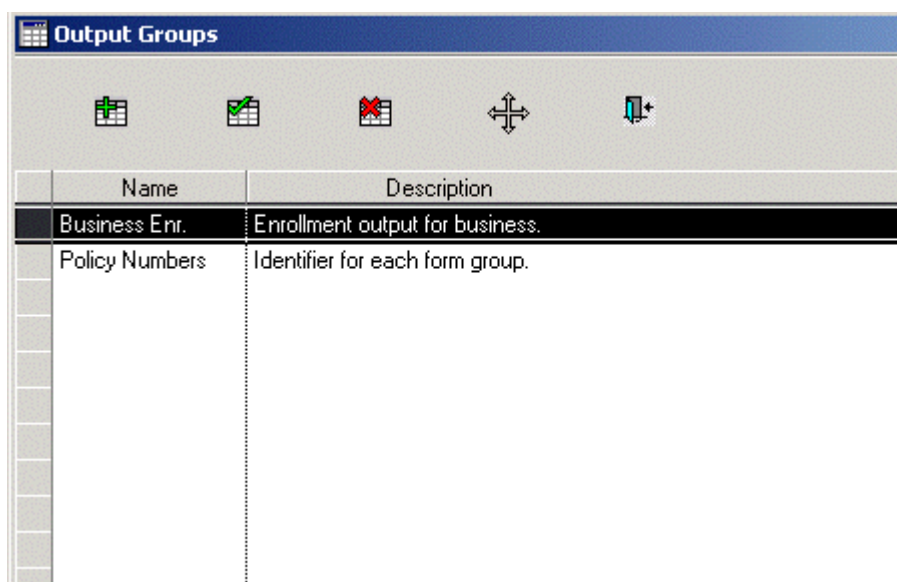 Output Groups
Name Description
Business Enr. Enrollment output for business.
Policy Numbers Identifier for each form group.